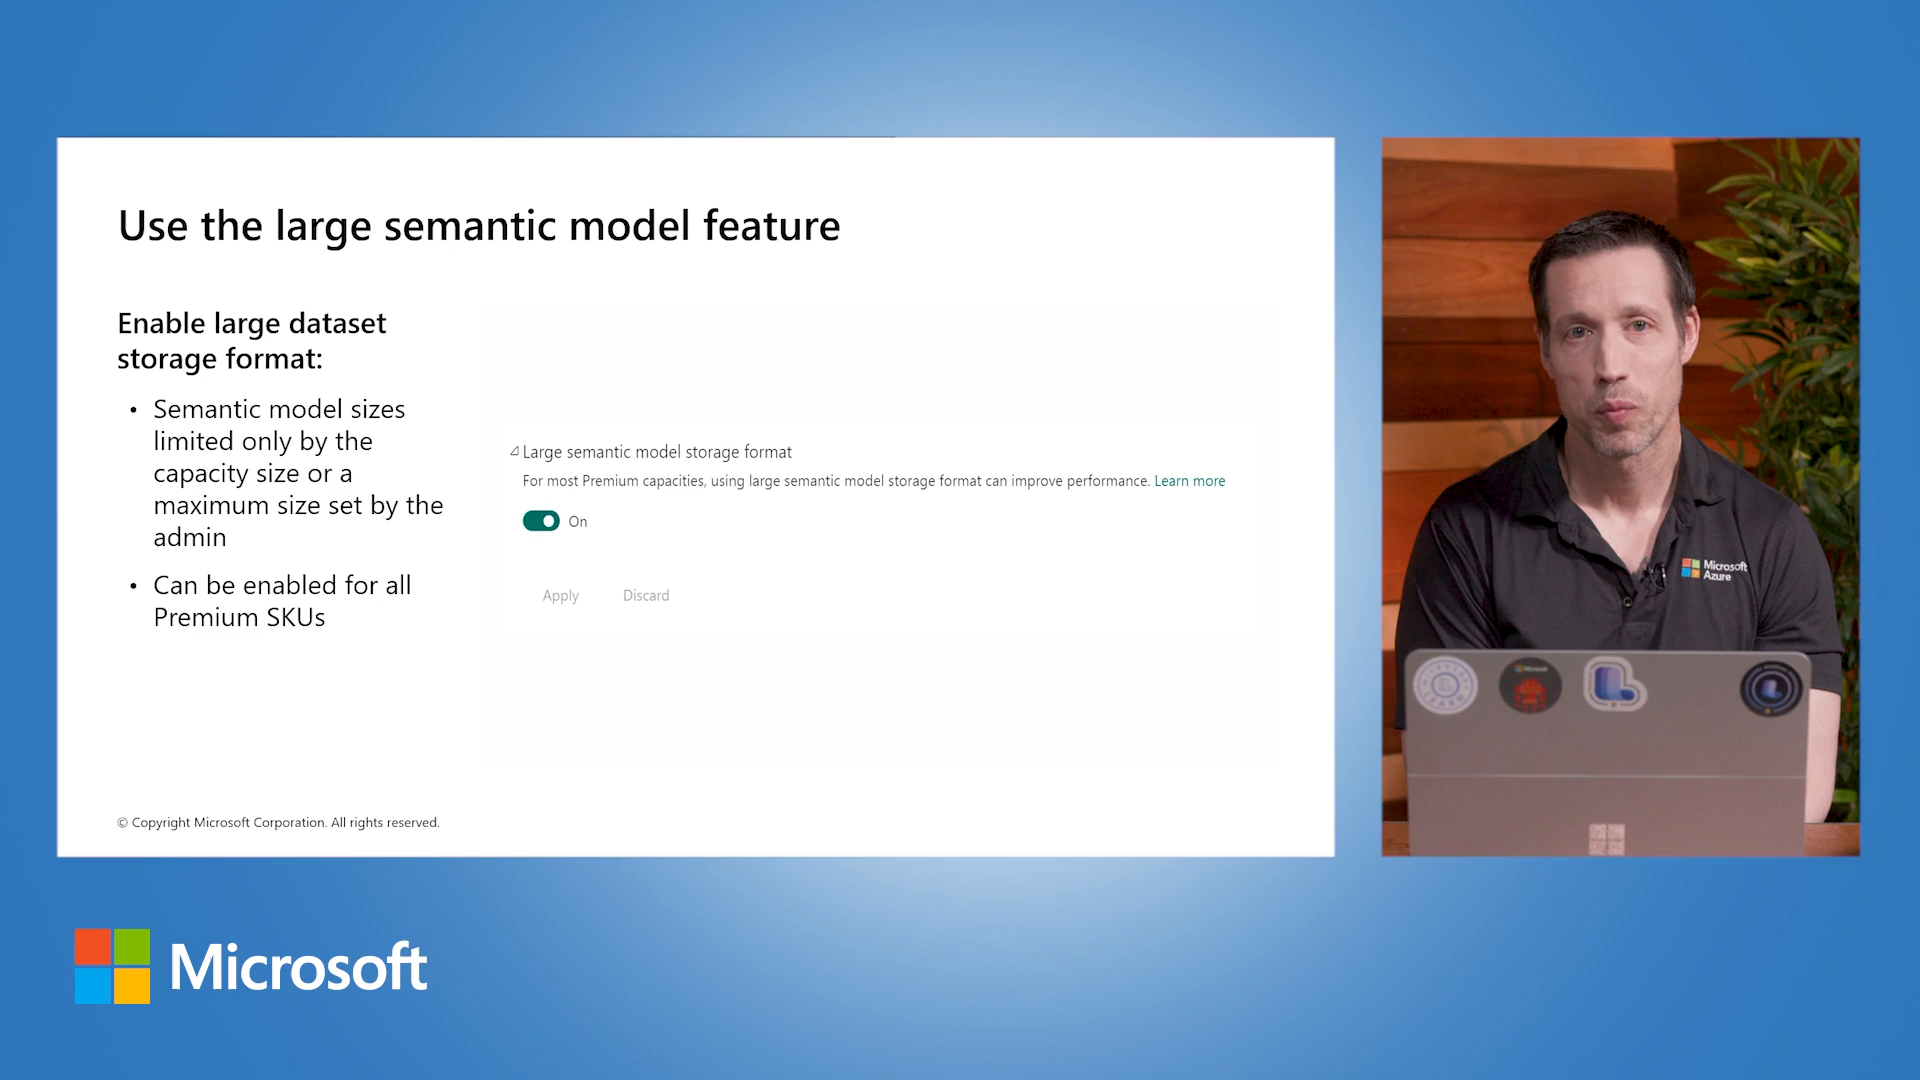 Use the large semantic model feature
Enable large dataset
storage format:
• Semantic model sizes
limited only by the
capacity size or a
maximum size set by the
admin
• Can be enabled for all
Premium SKUs
Large semantic model storage format
For most Premium capacities, using large semantic model storage format can improve performance. Learn more
On
Apply Discard
© Copyright Microsoft Corporation. All rights reserved.
Microsoft
Azure
Microsoft